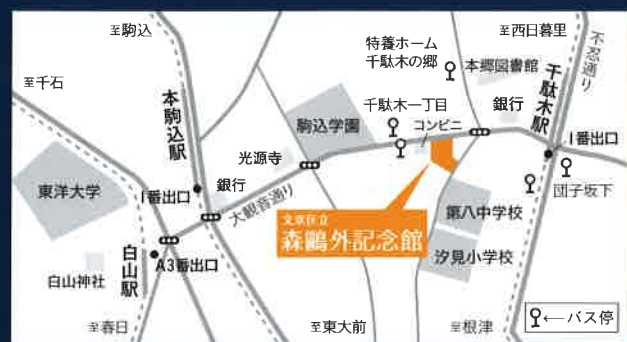 至駒込
至西日暮里
不忍通り
特養ホーム
千駄木の郷
本郷図書館
千駄木駅
至千石
本駒込駅
千駄木一丁目
銀行
駒込学園
コンビニ
1番出口
光源寺
東洋大学
1番出口
銀行
大観音通り
団子坂下
文京区立
森鷗外記念館
第八中学校
白山駅
A3番出口
汐見小学校
白山神社
至春日
至東大前
至根津
←バス停